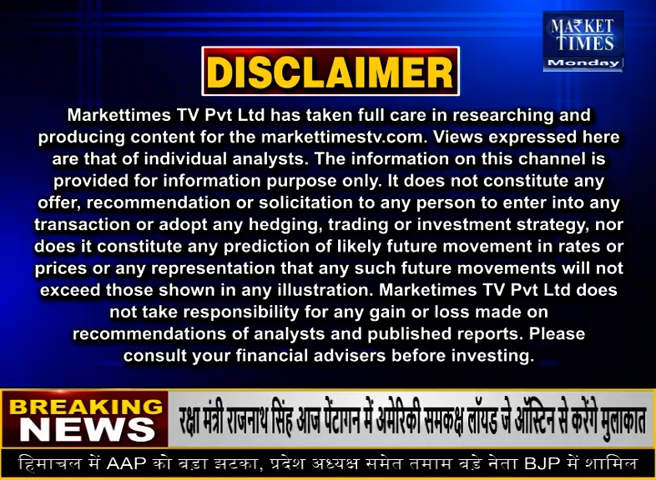 MARKET
TIMES
Monday
DISCLAIMER
Markettimes TV Pvt Ltd has taken full care in researching and
producing content for the markettimestv.com. Views expressed here
are that of individual analysts. The information on this channel is
provided for information purpose only. It does not constitute any
offer, recommendation or solicitation to any person to enter into any
transaction or adopt any hedging, trading or investment strategy, nor
does it constitute any prediction of likely future movement in rates or
prices or any representation that any such future movements will not
exceed those shown in any illustration. Marketimes TV Pvt Ltd does
not take responsibility for any gain or loss made on
recommendations of analysts and published reports. Please
consult your financial advisers before investing.
BREAKING
NEWS
रक्षा मंत्री राजनाथ सिंह आज पेंटागन में अमेरिकी समकक्ष लॉयड जे ऑस्टिन से करेंगे मुलाकात
हिमाचल में AAP को बड़ा झटका, प्रदेश अध्यक्ष समेत तमाम बड़े नेता BJP में शामिल